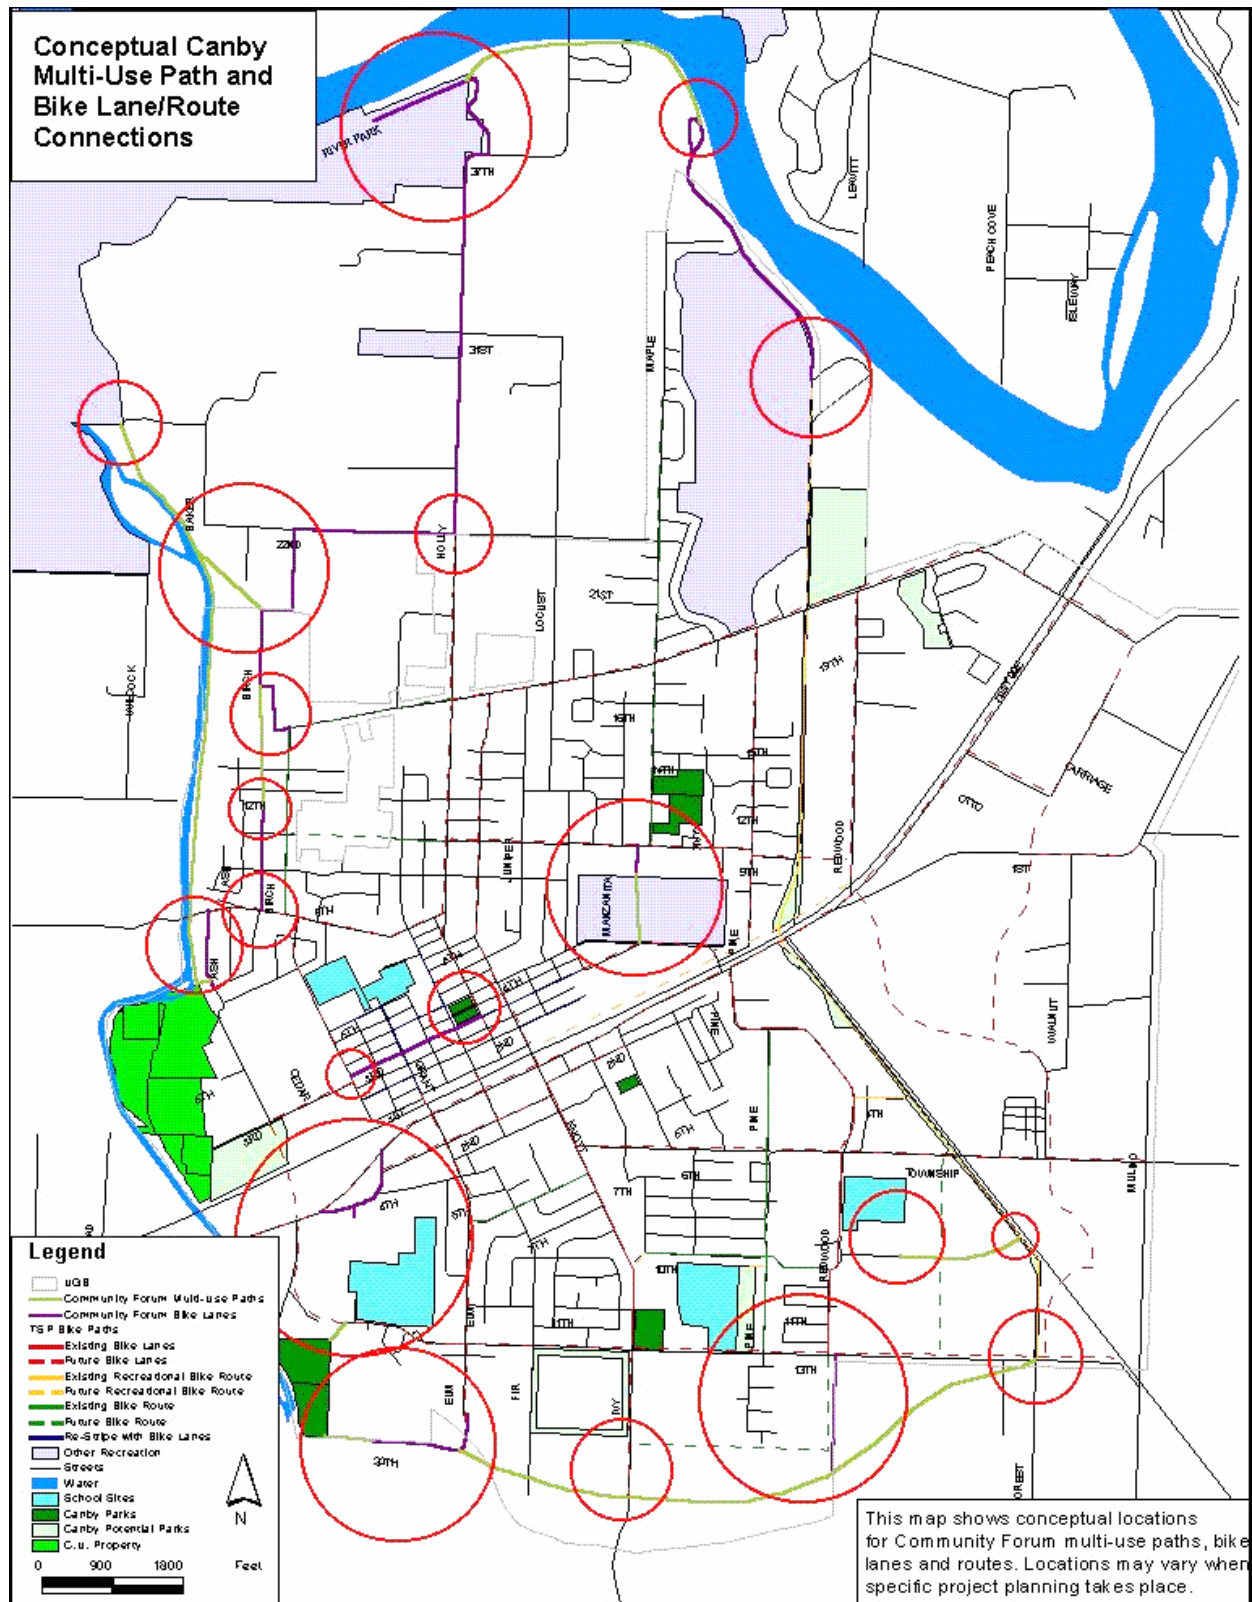 Conceptual Canby
Multi-Use Path and
Bike Lane/Route
Connections
RIVER PARK
37TH
LEAVITT
PEACH COVE
ISLEWAY
MAPLE
31ST
BAKER
22ND
HOLLY
LOCUST
21ST
19TH
BIRCH
16TH
15TH
14TH
CARRIAGE
OTTO
12TH
12TH
REDWOOD
JUNIPER
9TH
1ST
ASH
BIRCH
MANZANITA
PINE
ASH
4TH
PINE
WALNUT
CEDAR
GRANT
2ND
2ND
3RD
2ND
6TH
PINE
TOWNSHIP
MULINO
6TH
7TH
REDWOOD
10TH
ELM
11TH
11TH
PINE
13TH
ELM
FIR
IVY
Legend
UGB
Community Forum Multi-use Paths
Community Forum Bike Lanes
TSP Bike Paths
Existing Bike Lanes
Future Bike Lanes
Existing Recreational Bike Route
Future Recreational Bike Route
Existing Bike Route
Future Bike Route
Re-Stripe with Bike Lanes
Other Recreation
Streets
Water
School Sites
Canby Parks
Canby Potential Parks
C.U. Property
N
0 900 1800 Feet
This map shows conceptual locations
for Community Forum multi-use paths, bike
lanes and routes. Locations may vary when
specific project planning takes place.